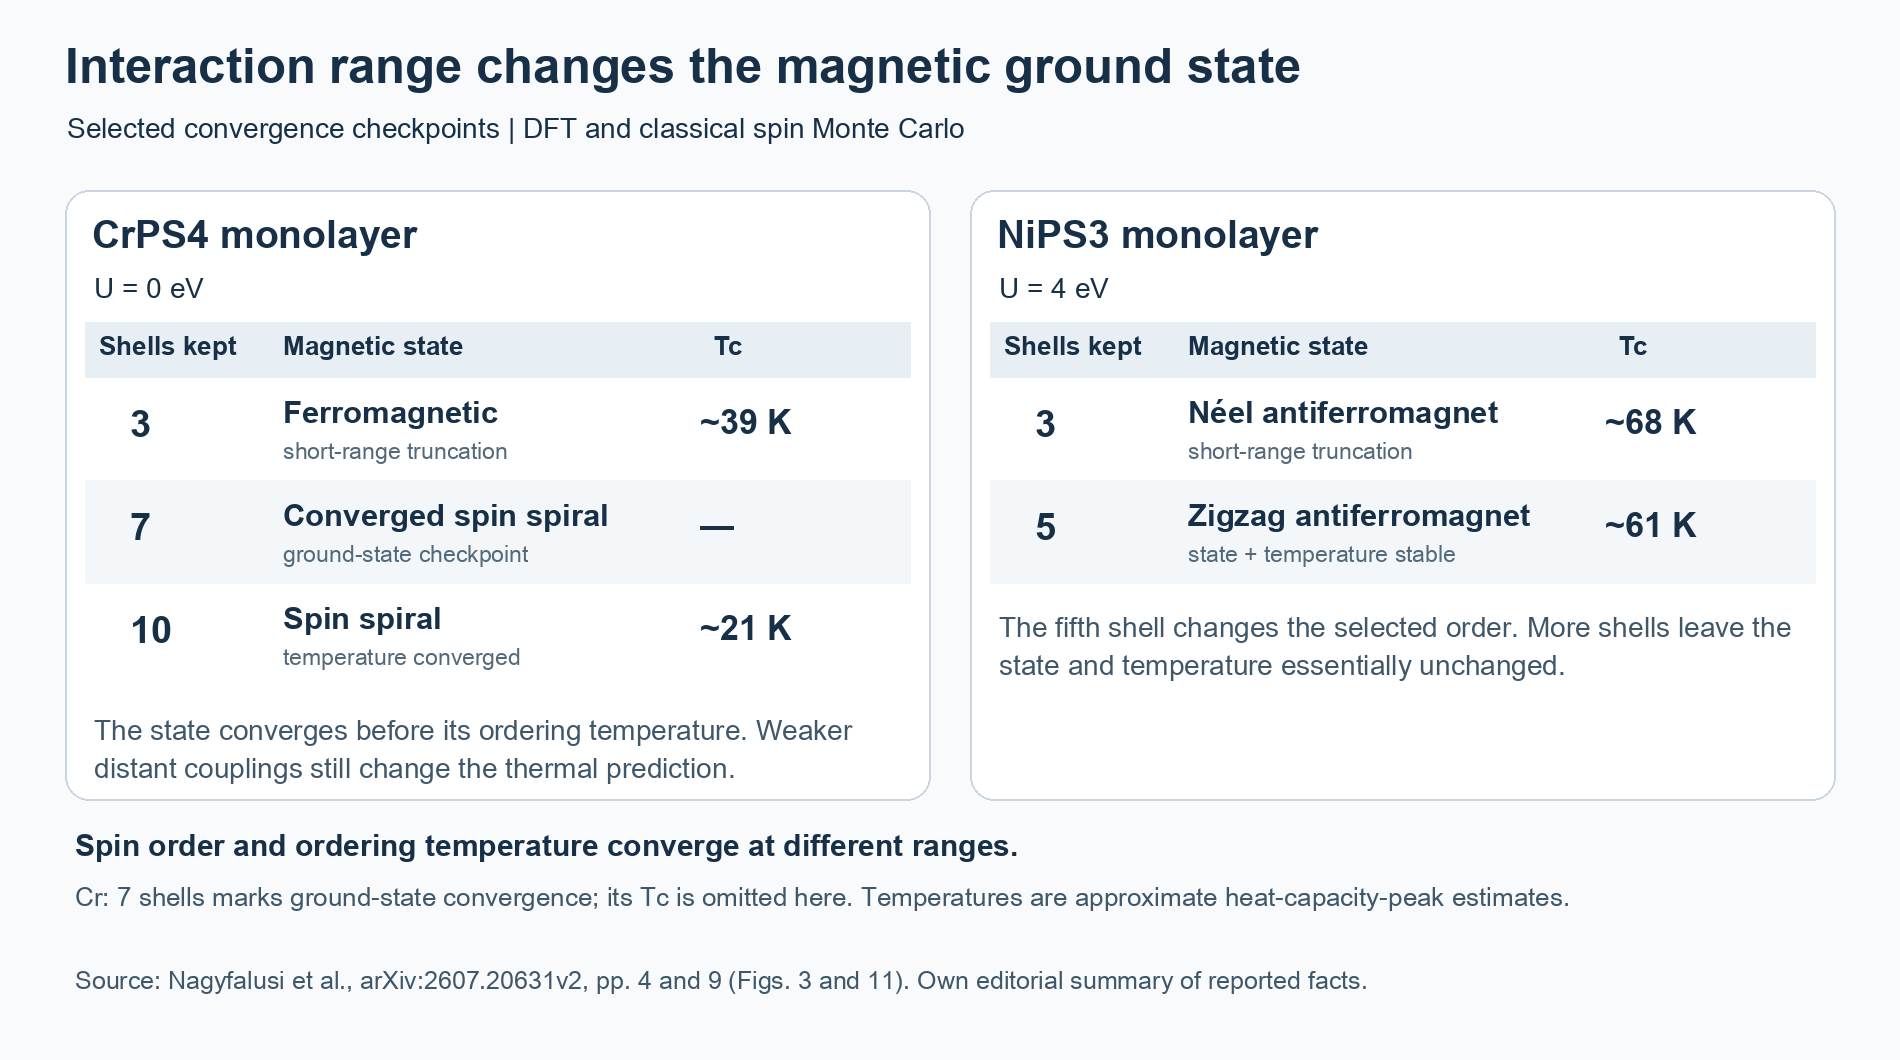 Interaction range changes the magnetic ground state
Selected convergence checkpoints | DFT and classical spin Monte Carlo
CrPS4 monolayer
U = 0 eV
Shells kept Magnetic state Tc
3 Ferromagnetic ~39 K
short-range truncation
7 Converged spin spiral —
ground-state checkpoint
10 Spin spiral ~21 K
temperature converged
The state converges before its ordering temperature. Weaker
distant couplings still change the thermal prediction.
NiPS3 monolayer
U = 4 eV
Shells kept Magnetic state Tc
3 Néel antiferromagnet ~68 K
short-range truncation
5 Zigzag antiferromagnet ~61 K
state + temperature stable
The fifth shell changes the selected order. More shells leave the
state and temperature essentially unchanged.
Spin order and ordering temperature converge at different ranges.
Cr: 7 shells marks ground-state convergence; its Tc is omitted here. Temperatures are approximate heat-capacity-peak estimates.
Source: Nagyfalusi et al., arXiv:2607.20631v2, pp. 4 and 9 (Figs. 3 and 11). Own editorial summary of reported facts.